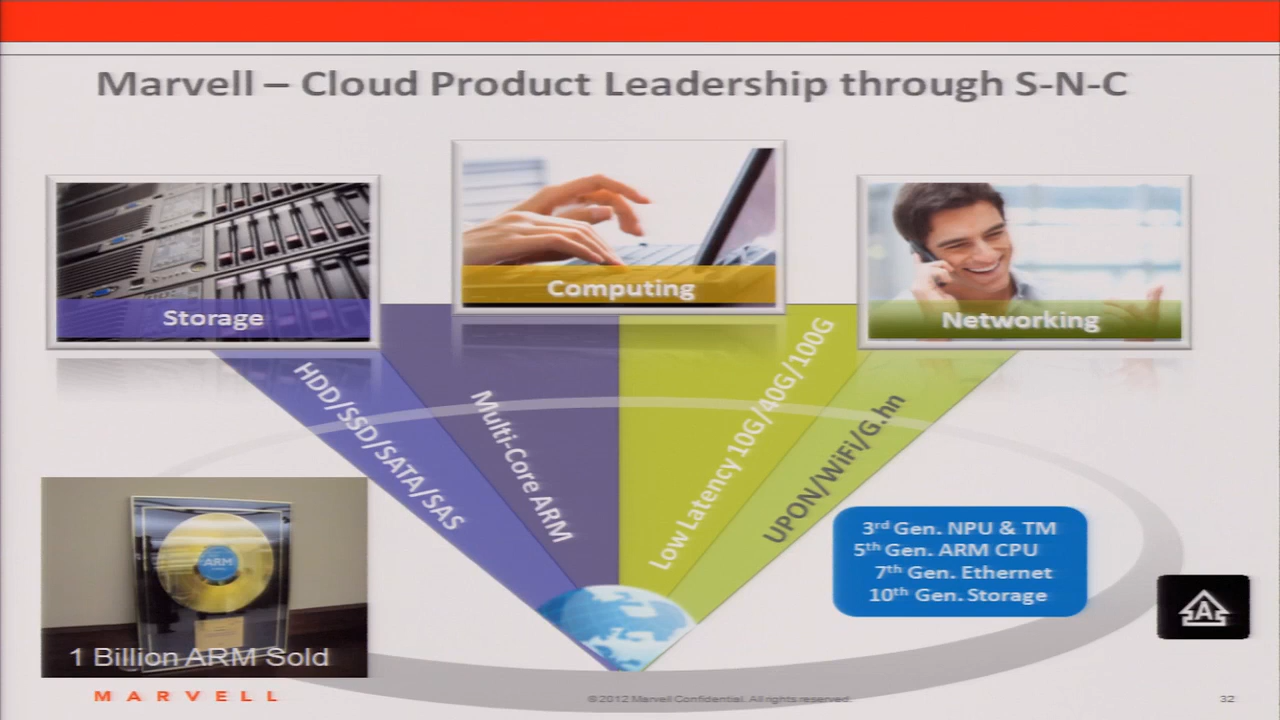 Marvell – Cloud Product Leadership through S-N-C
Storage
Computing
Networking
HDD/SSD/SATA/SAS
Multi-Core ARM
Low Latency 10G/40G/100G
UPON/WiFi/G.hn
3rd Gen. NPU & TM
5th Gen. ARM CPU
7th Gen. Ethernet
10th Gen. Storage
A
ARM
1 Billion ARM Sold
MARVELL
© 2012 Marvell Confidential. All rights reserved.
32